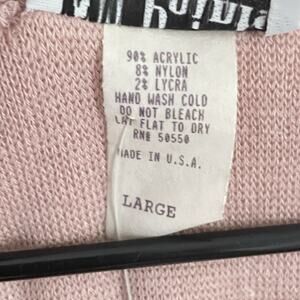 90% ACRYLIC
8% NYLON
2% LYCRA
HAND WASH COLD
DO NOT BLEACH
LAY FLAT TO DRY
RN# 50550
MADE IN U.S.A.
LARGE